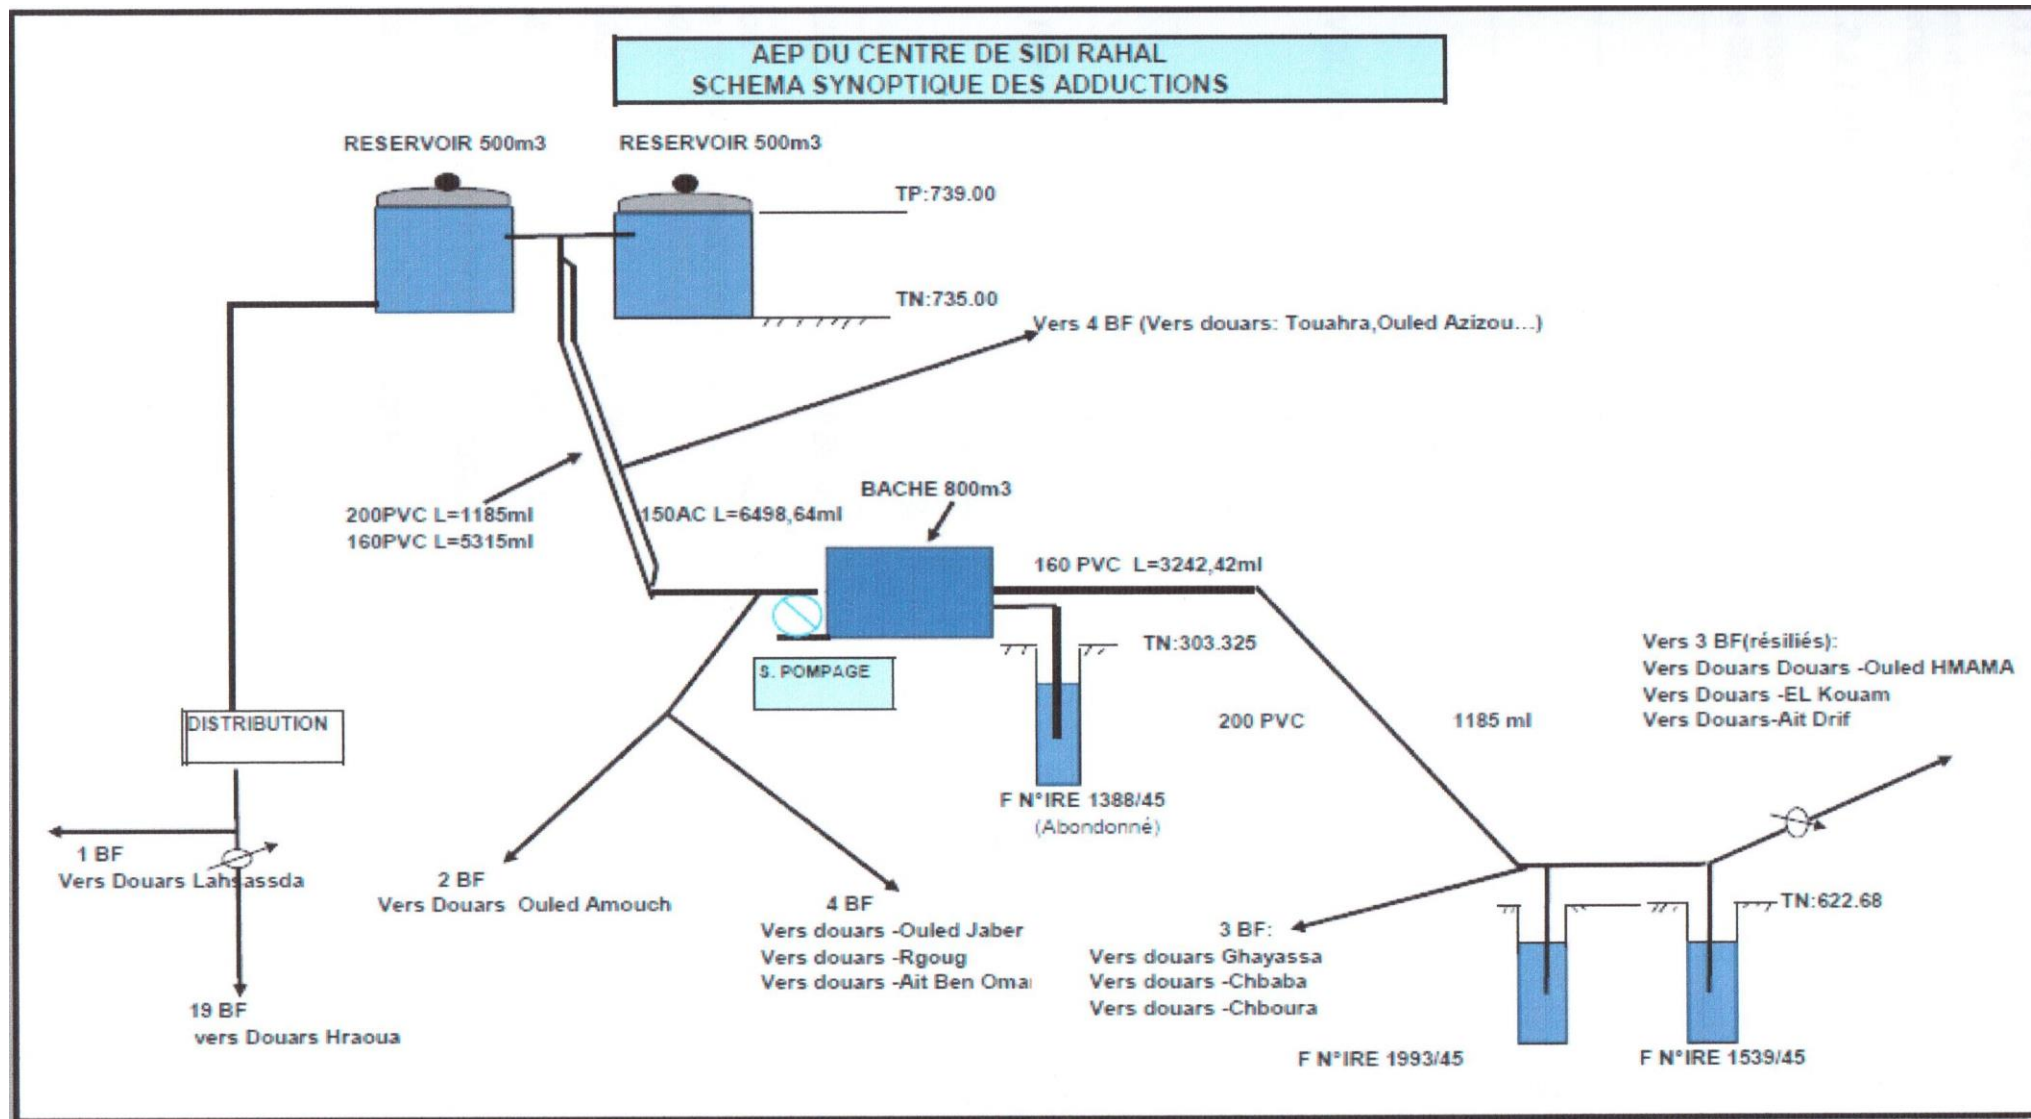 AEP DU CENTRE DE SIDI RAHAL
SCHEMA SYNOPTIQUE DES ADDUCTIONS
RESERVOIR 500m3
RESERVOIR 500m3
TP:739.00
TN:735.00
Vers 4 BF (Vers douars: Touahra,Ouled Azizou...)
200PVC L=1185ml
160PVC L=5315ml
150AC L=6498,64ml
BACHE 800m3
160 PVC L=3242,42ml
TN:303.325
S. POMPAGE
F N°IRE 1388/45
(Abondonné)
200 PVC
1185 ml
Vers 3 BF(résiliés):
Vers Douars Douars -Ouled HMAMA
Vers Douars -EL Kouam
Vers Douars-Ait Drif
DISTRIBUTION
1 BF
Vers Douars Lahsassda
19 BF
vers Douars Hraoua
2 BF
Vers Douars Ouled Amouch
4 BF
Vers douars -Ouled Jaber
Vers douars -Rgoug
Vers douars -Ait Ben Omar
3 BF:
Vers douars Ghayassa
Vers douars -Chbaba
Vers douars -Chboura
TN:622.68
F N°IRE 1993/45
F N°IRE 1539/45